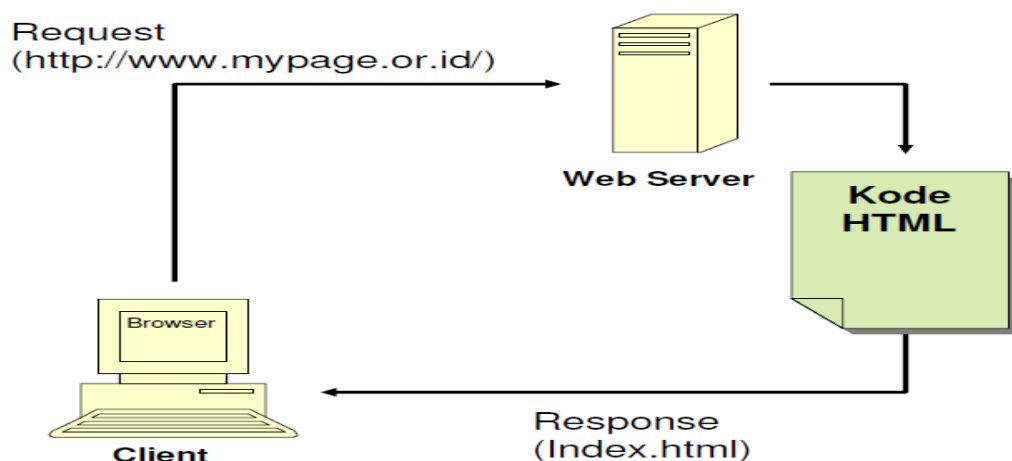 Request
(http://www.mypage.or.id/)
Web Server
Kode
HTML
Browser
Client
Response
(Index.html)